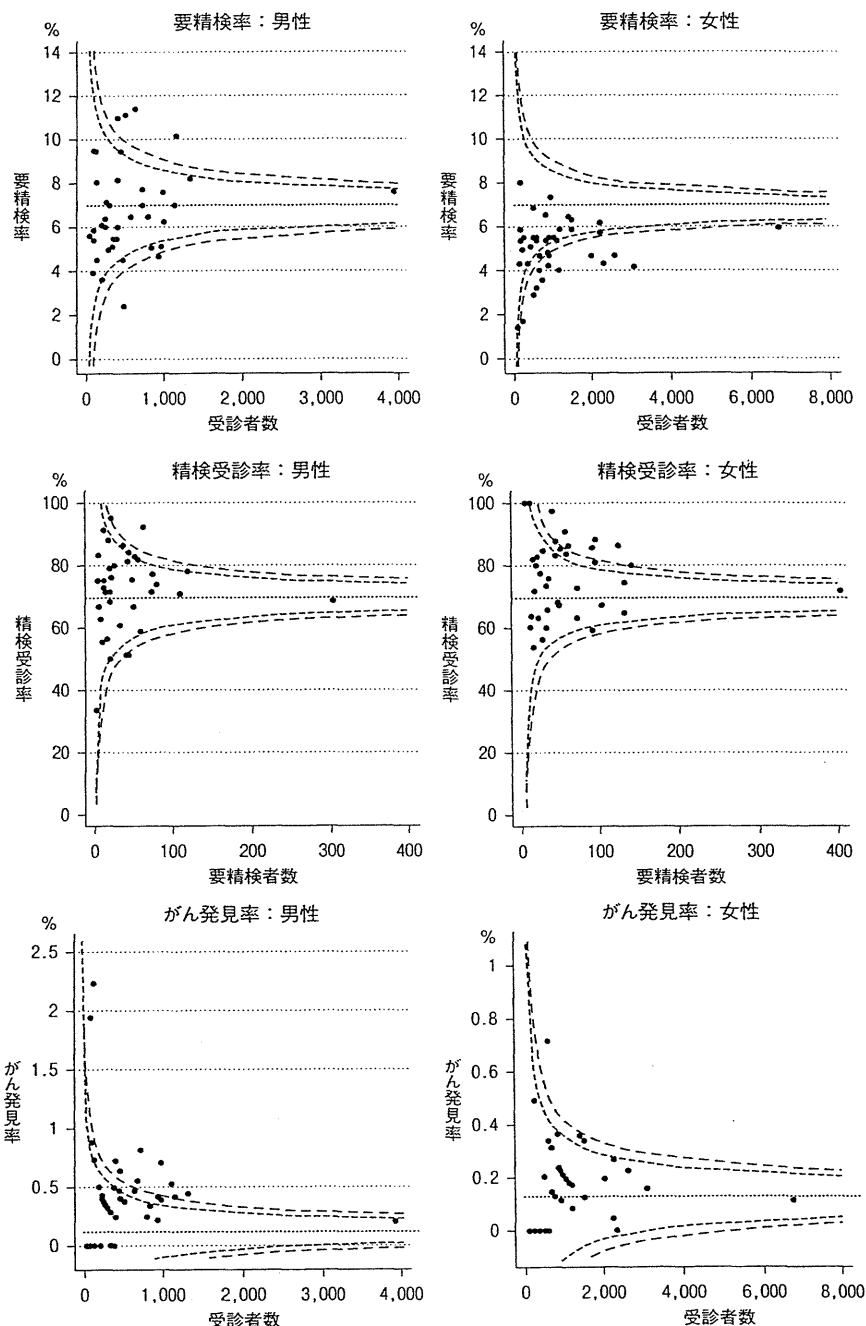 要精検率：男性
%
14
12
10
8
6
4
2
0
要精検率
0 1,000 2,000 3,000 4,000
受診者数
要精検率：女性
%
14
12
10
8
6
4
2
0
要精検率
0 2,000 4,000 6,000 8,000
受診者数
精検受診率：男性
%
100
80
60
40
20
0
精検受診率
0 100 200 300 400
要精検者数
精検受診率：女性
%
100
80
60
40
20
0
精検受診率
0 100 200 300 400
要精検者数
がん発見率：男性
%
2.5
2
1.5
1
0.5
0
がん発見率
0 1,000 2,000 3,000 4,000
受診者数
がん発見率：女性
%
1
0.8
0.6
0.4
0.2
0
がん発見率
0 2,000 4,000 6,000 8,000
受診者数